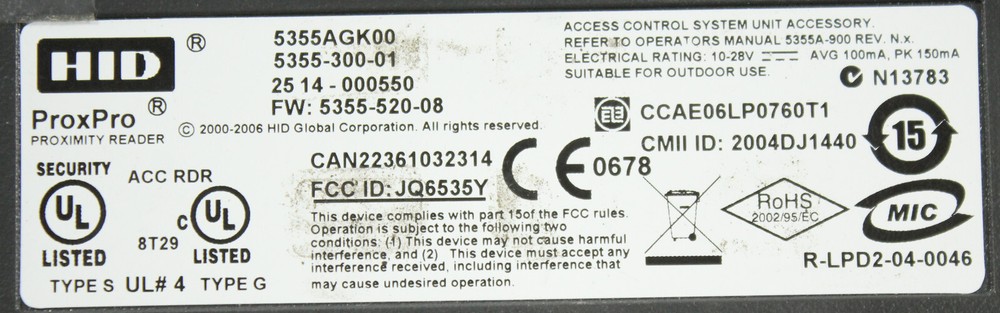 HID ®
ProxPro ®
PROXIMITY READER
5355AGK00
5355-300-01
25 14 - 000550
FW: 5355-520-08
© 2000-2006 HID Global Corporation. All rights reserved.
ACCESS CONTROL SYSTEM UNIT ACCESSORY.
REFER TO OPERATORS MANUAL 5355A-900 REV. N.x.
ELECTRICAL RATING: 10-28V AVG 100mA, PK 150mA
SUITABLE FOR OUTDOOR USE.
N13783
CCAE06LP0760T1
CMII ID: 2004DJ1440
15
SECURITY
UL
LISTED
ACC RDR
8T29
c UL
LISTED
TYPE S UL# 4 TYPE G
CAN22361032314
FCC ID: JQ6535Y
CE 0678
This device complies with part 15of the FCC rules.
Operation is subject to the following two
conditions: (1) This device may not cause harmful
interference, and (2) This device must accept any
interference received, including interference that
may cause undesired operation.
RoHS
2002/95/EC
MIC
R-LPD2-04-0046